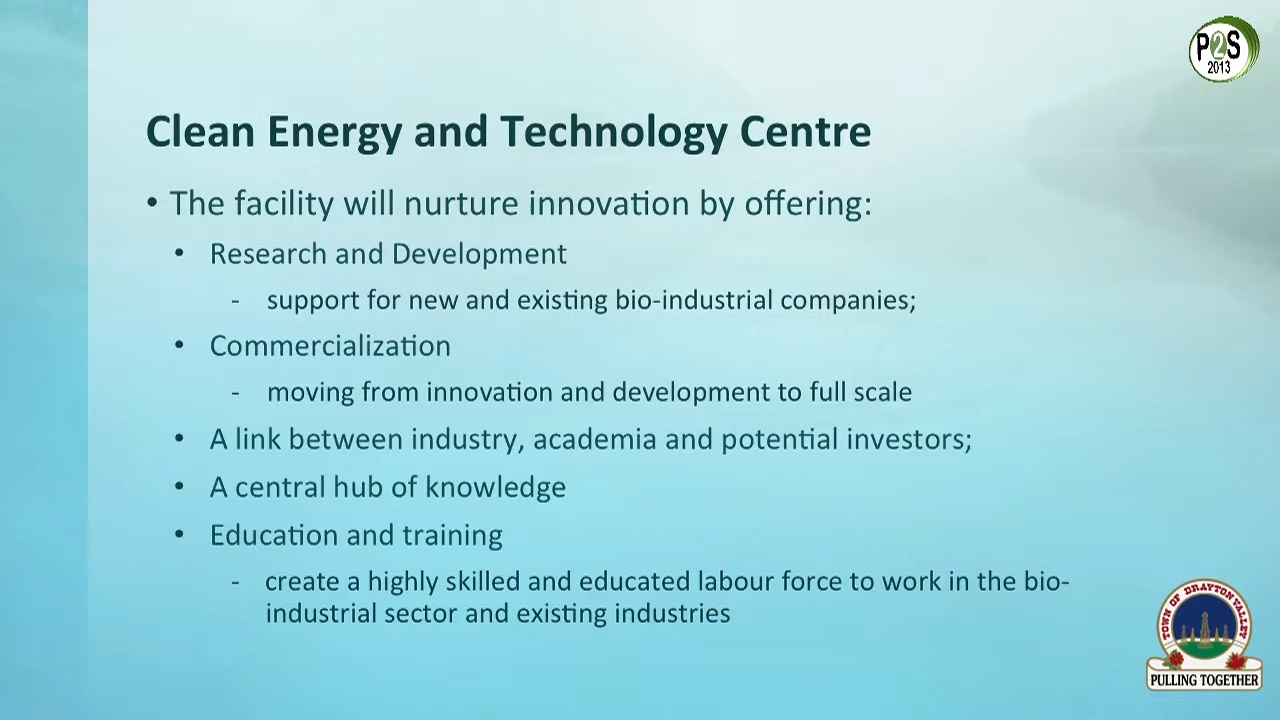 P2S
2013
Clean Energy and Technology Centre
• The facility will nurture innovation by offering:
• Research and Development
- support for new and existing bio-industrial companies;
• Commercialization
- moving from innovation and development to full scale
• A link between industry, academia and potential investors;
• A central hub of knowledge
• Education and training
- create a highly skilled and educated labour force to work in the bio-
industrial sector and existing industries
TOWN OF DRAYTON VALLEY
PULLING TOGETHER